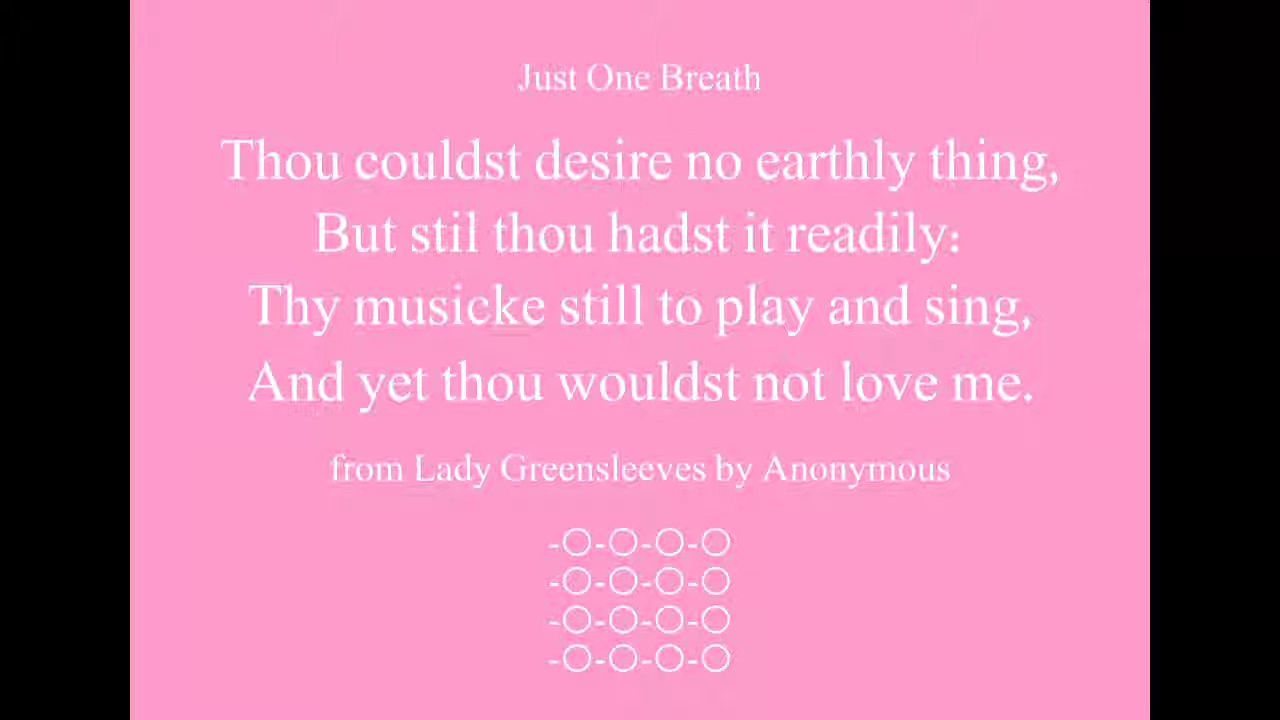 Just One Breath
Thou couldst desire no earthly thing,
But stil thou hadst it readily:
Thy musicke still to play and sing,
And yet thou wouldst not love me.
from Lady Greensleeves by Anonymous
-○-○-○-○
-○-○-○-○
-○-○-○-○
-○-○-○-○